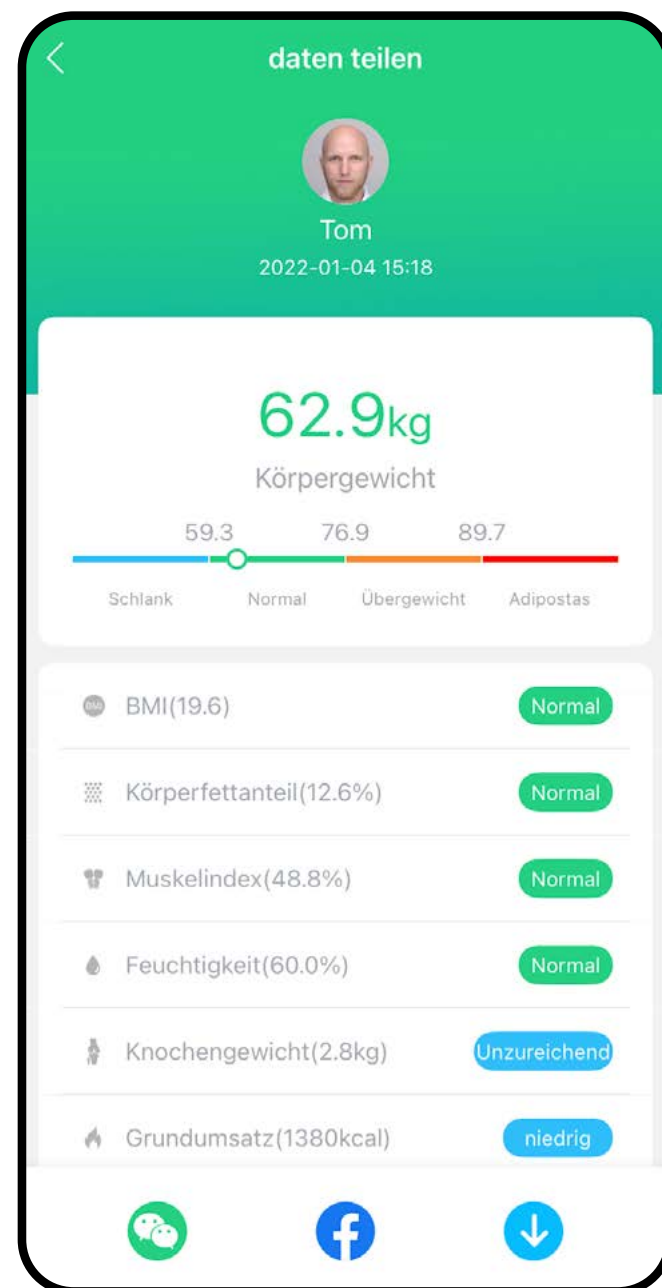 daten teilen
Tom
2022-01-04 15:18
62.9kg
Körpergewicht
59.3 76.9 89.7
Schlank Normal Übergewicht Adipostas
BMI BMI(19.6) Normal
Körperfettanteil(12.6%) Normal
Muskelindex(48.8%) Normal
Feuchtigkeit(60.0%) Normal
Knochengewicht(2.8kg) Unzureichend
Grundumsatz(1380kcal) niedrig